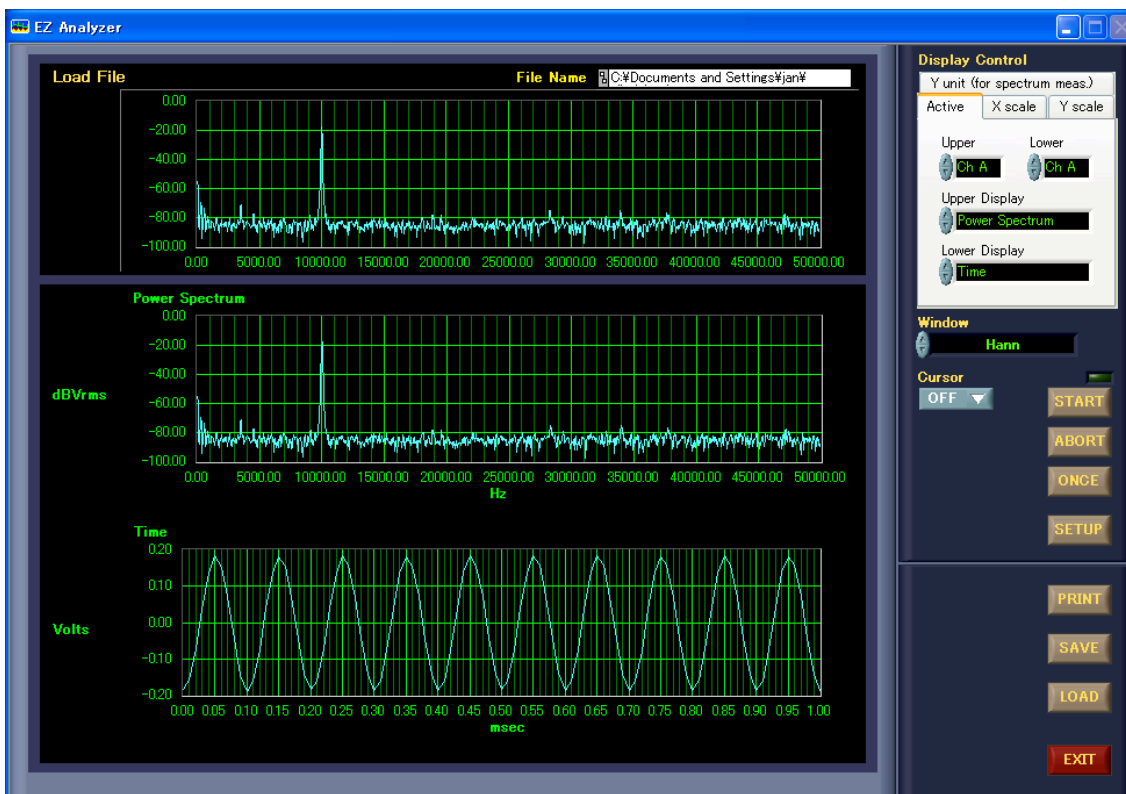 EZ Analyzer
Load File
File Name C:¥Documents and Settings¥jan¥
0.00
-20.00
-40.00
-60.00
-80.00
-100.00
0.00 5000.00 10000.00 15000.00 20000.00 25000.00 30000.00 35000.00 40000.00 45000.00 50000.00
Power Spectrum
0.00
-20.00
-40.00
dBVrms
-60.00
-80.00
-100.00
0.00 5000.00 10000.00 15000.00 20000.00 25000.00 30000.00 35000.00 40000.00 45000.00 50000.00
Hz
Time
0.20
0.10
Volts
0.00
-0.10
-0.20
0.00 0.05 0.10 0.15 0.20 0.25 0.30 0.35 0.40 0.45 0.50 0.55 0.60 0.65 0.70 0.75 0.80 0.85 0.90 0.95 1.00
msec
Display Control
Y unit (for spectrum meas.)
Active X scale Y scale
Upper Lower
Ch A Ch A
Upper Display
Power Spectrum
Lower Display
Time
Window
Hann
Cursor
OFF
START
ABORT
ONCE
SETUP
PRINT
SAVE
LOAD
EXIT